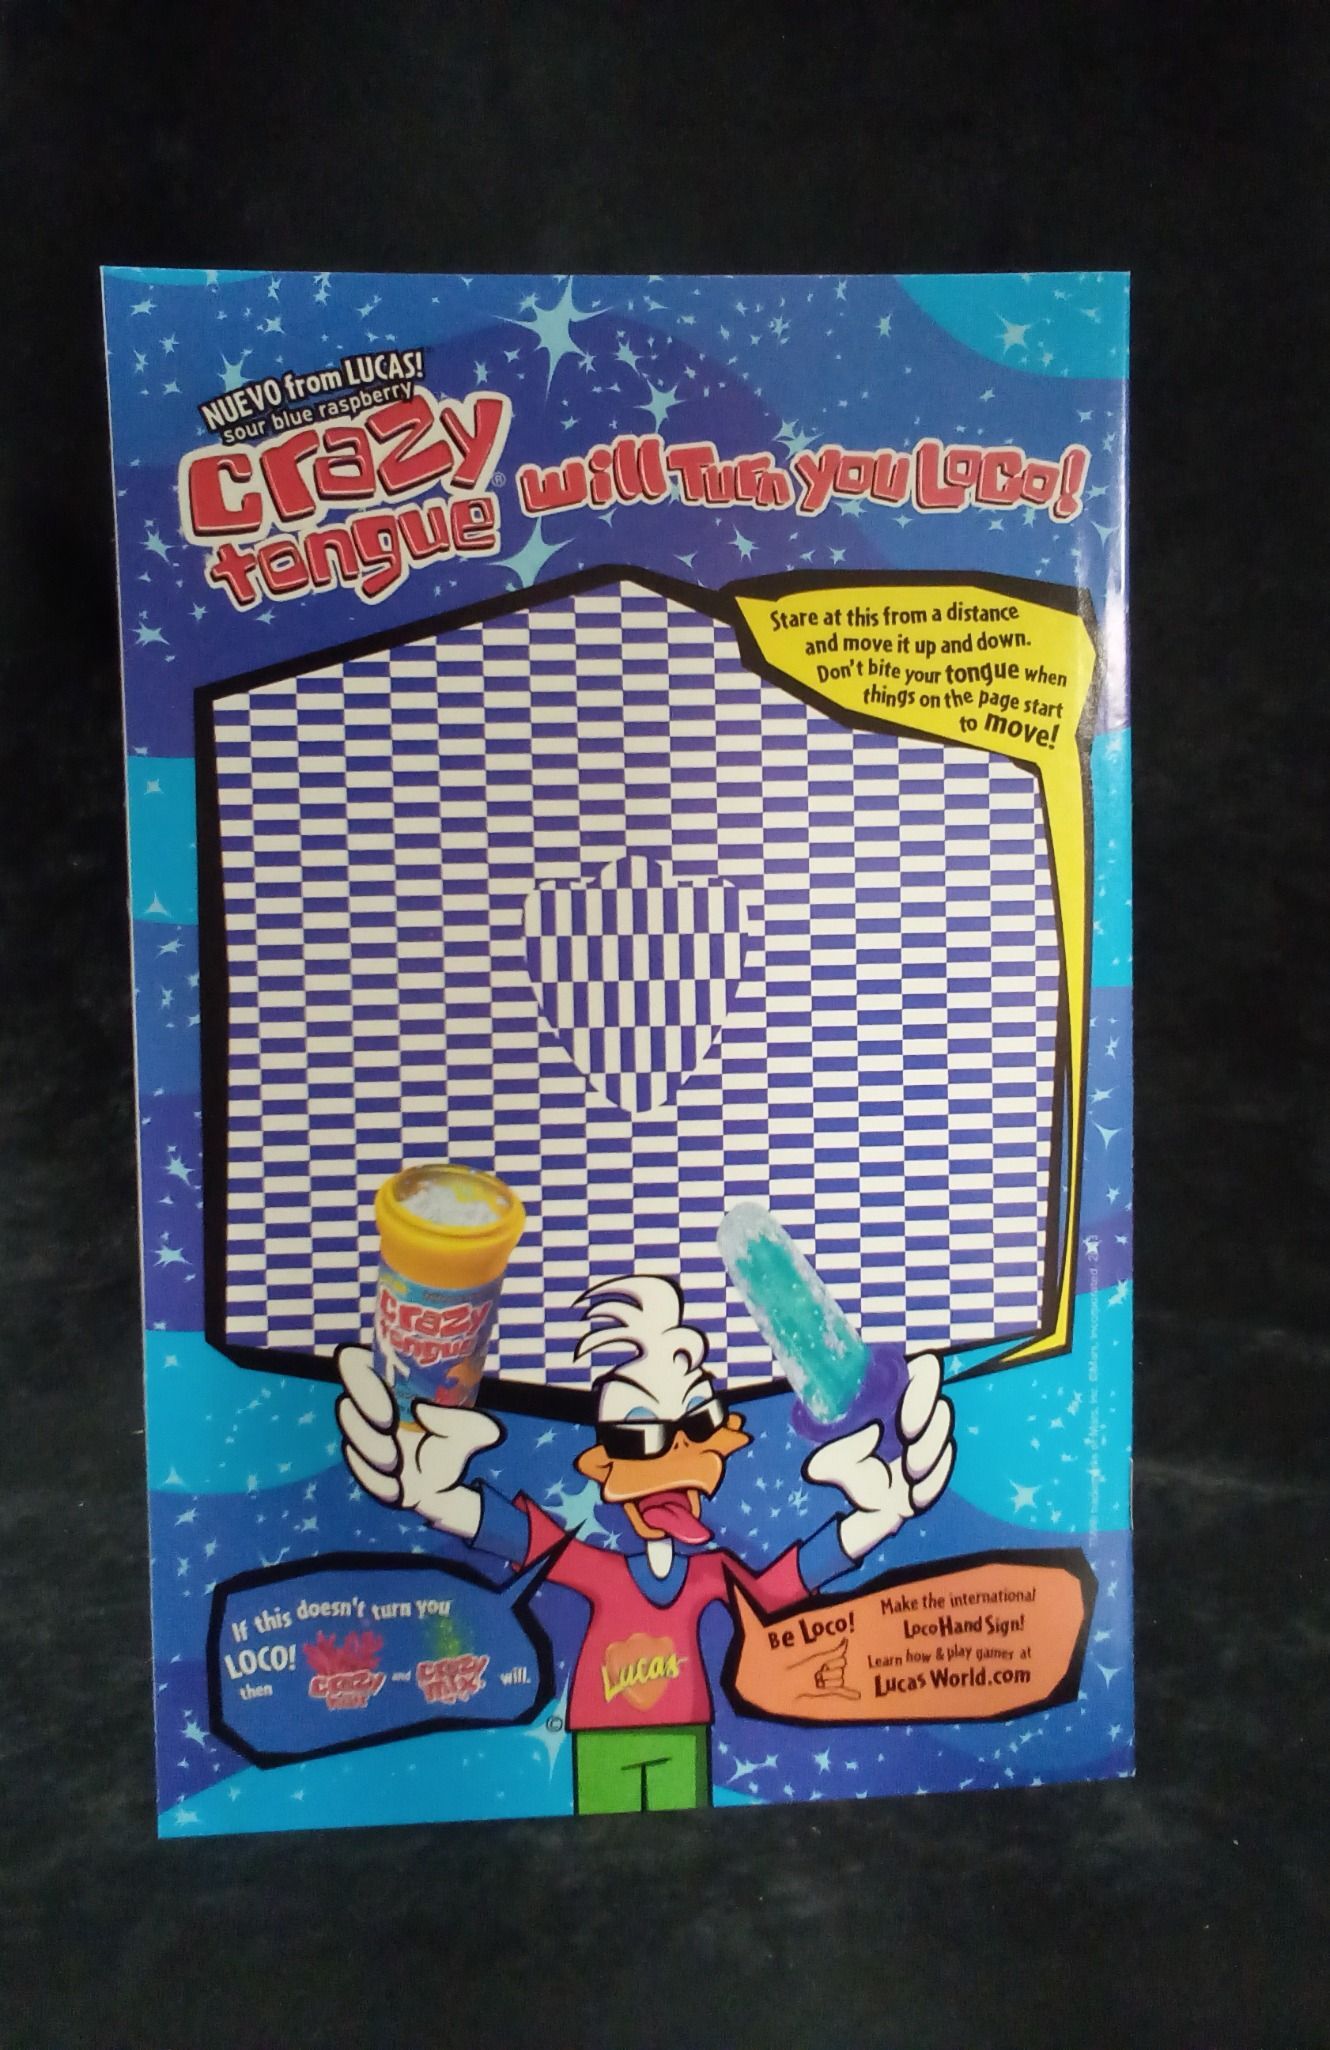 NUEVO from LUCAS!
sour blue raspberry
crazy
tongue
®
will Turn you Loco!
Stare at this from a distance
and move it up and down.
Don't bite your tongue when
things on the page start
to move!
crazy
tongue
If this doesn't turn you
LOCO!
then
crazy
and
crazy
mix
will.
Lucas
©
Be Loco!
Make the international
Loco Hand Sign!
Learn how & play games at
Lucas World.com